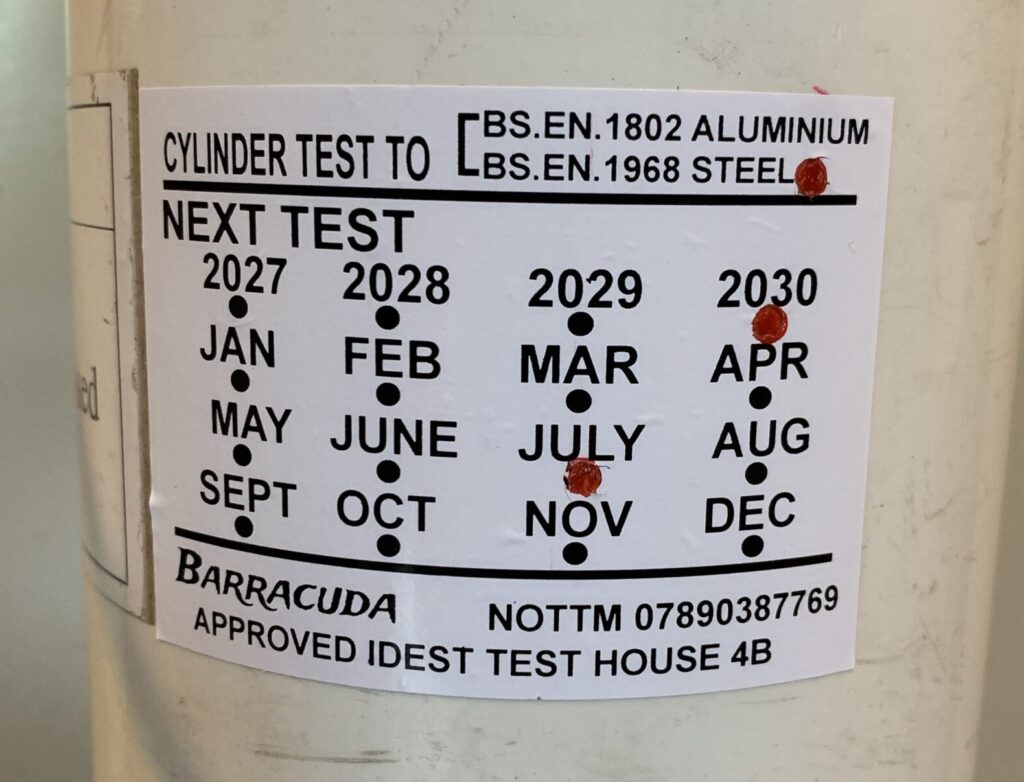 CYLINDER TEST TO
BS.EN.1802 ALUMINIUM
BS.EN.1968 STEEL
NEXT TEST
2027 2028 2029 2030
JAN FEB MAR APR
MAY JUNE JULY AUG
SEPT OCT NOV DEC
BARRACUDA NOTTM 07890387769
APPROVED IDEST TEST HOUSE 4B
ed